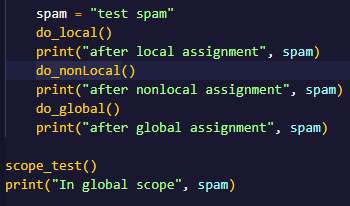 spam = "test spam"
do_local()
print("after local assignment", spam)
do_nonLocal()
print("after nonlocal assignment", spam)
do_global()
print("after global assignment", spam)
scope_test()
print("In global scope", spam)